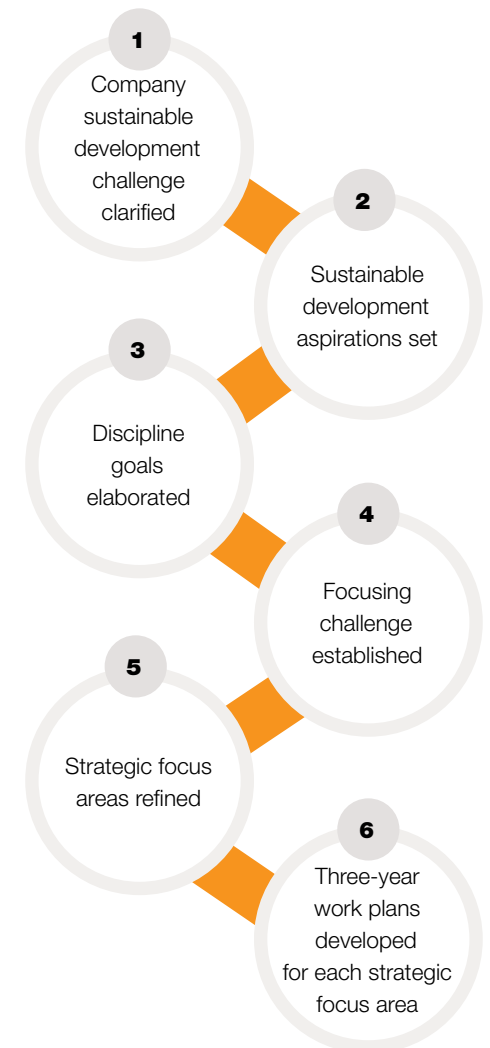 1
Company
sustainable
development
challenge
clarified
2
Sustainable
development
aspirations set
3
Discipline
goals
elaborated
4
Focusing
challenge
established
5
Strategic focus
areas refined
6
Three-year
work plans
developed
for each strategic
focus area